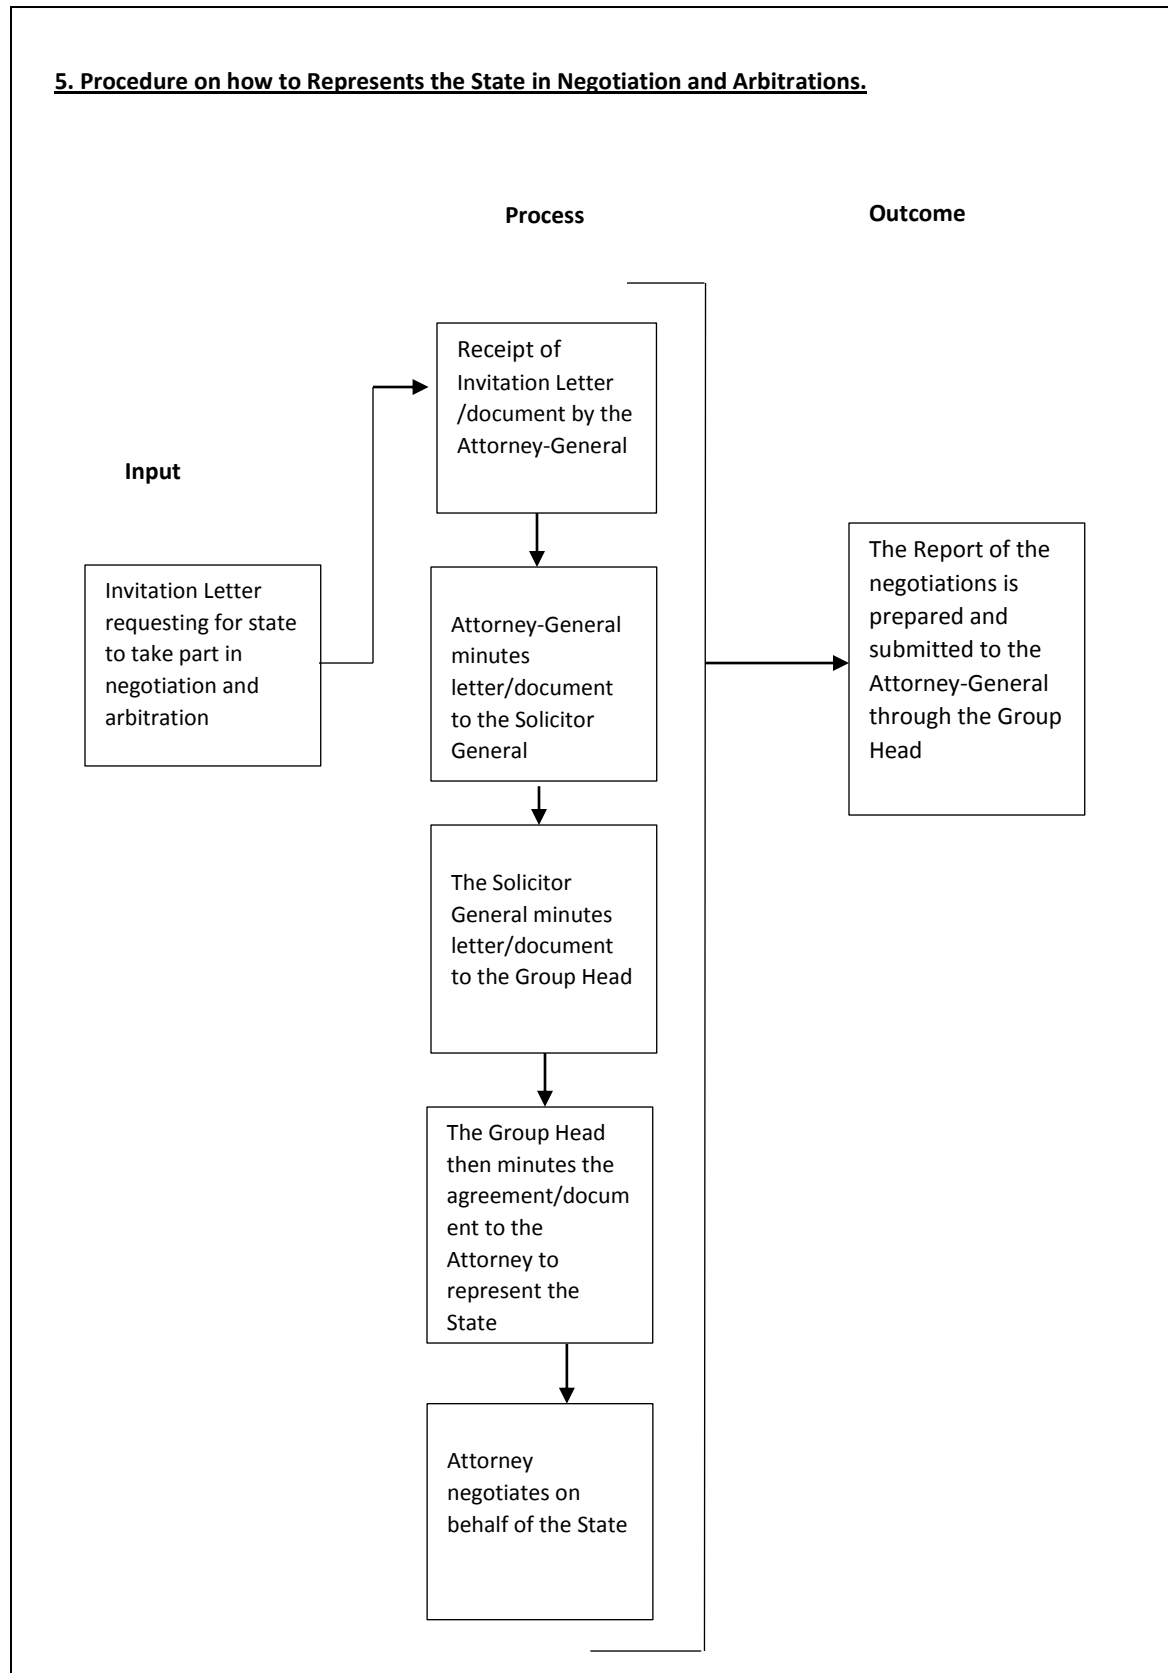 5. Procedure on how to Represents the State in Negotiation and Arbitrations.
Process
Outcome
Input
Invitation Letter
requesting for state
to take part in
negotiation and
arbitration
Receipt of
Invitation Letter
/document by the
Attorney-General
Attorney-General
minutes
letter/document
to the Solicitor
General
The Solicitor
General minutes
letter/document
to the Group Head
The Group Head
then minutes the
agreement/docum
ent to the
Attorney to
represent the
State
Attorney
negotiates on
behalf of the State
The Report of the
negotiations is
prepared and
submitted to the
Attorney-General
through the Group
Head